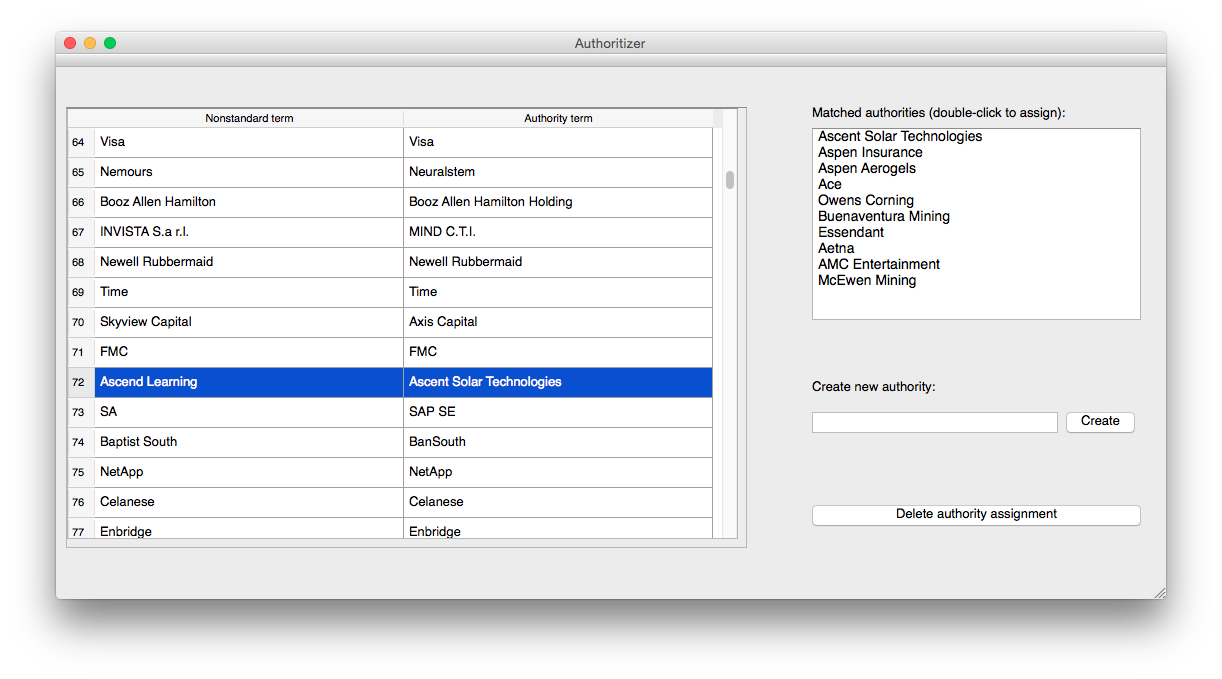 Authoritizer
Nonstandard term Authority term
64 Visa Visa
65 Nemours Neuralstem
66 Booz Allen Hamilton Booz Allen Hamilton Holding
67 INVISTA S.a r.l. MIND C.T.I.
68 Newell Rubbermaid Newell Rubbermaid
69 Time Time
70 Skyview Capital Axis Capital
71 FMC FMC
72 Ascend Learning Ascent Solar Technologies
73 SA SAP SE
74 Baptist South BanSouth
75 NetApp NetApp
76 Celanese Celanese
77 Enbridge Enbridge
Matched authorities (double-click to assign):
Ascent Solar Technologies
Aspen Insurance
Aspen Aerogels
Ace
Owens Corning
Buenaventura Mining
Essendant
Aetna
AMC Entertainment
McEwen Mining
Create new authority:
Create
Delete authority assignment